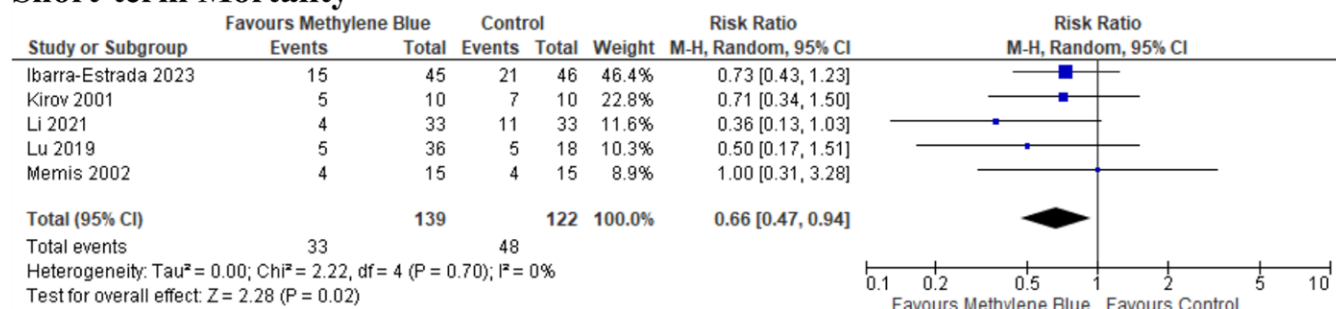 Short-term Mortality
Favours Methylene Blue Control Risk Ratio Risk Ratio
Study or Subgroup Events Total Events Total Weight M-H, Random, 95% CI M-H, Random, 95% CI
Ibarra-Estrada 2023 15 45 21 46 46.4% 0.73 [0.43, 1.23]
Kirov 2001 5 10 7 10 22.8% 0.71 [0.34, 1.50]
Li 2021 4 33 11 33 11.6% 0.36 [0.13, 1.03]
Lu 2019 5 36 5 18 10.3% 0.50 [0.17, 1.51]
Memis 2002 4 15 4 15 8.9% 1.00 [0.31, 3.28]
Total (95% CI) 139 122 100.0% 0.66 [0.47, 0.94]
Total events 33 48
Heterogeneity: Tau² = 0.00; Chi² = 2.22, df = 4 (P = 0.70); I² = 0%
Test for overall effect: Z = 2.28 (P = 0.02)
0.1 0.2 0.5 1 2 5 10
Favours Methylene Blue Favours Control